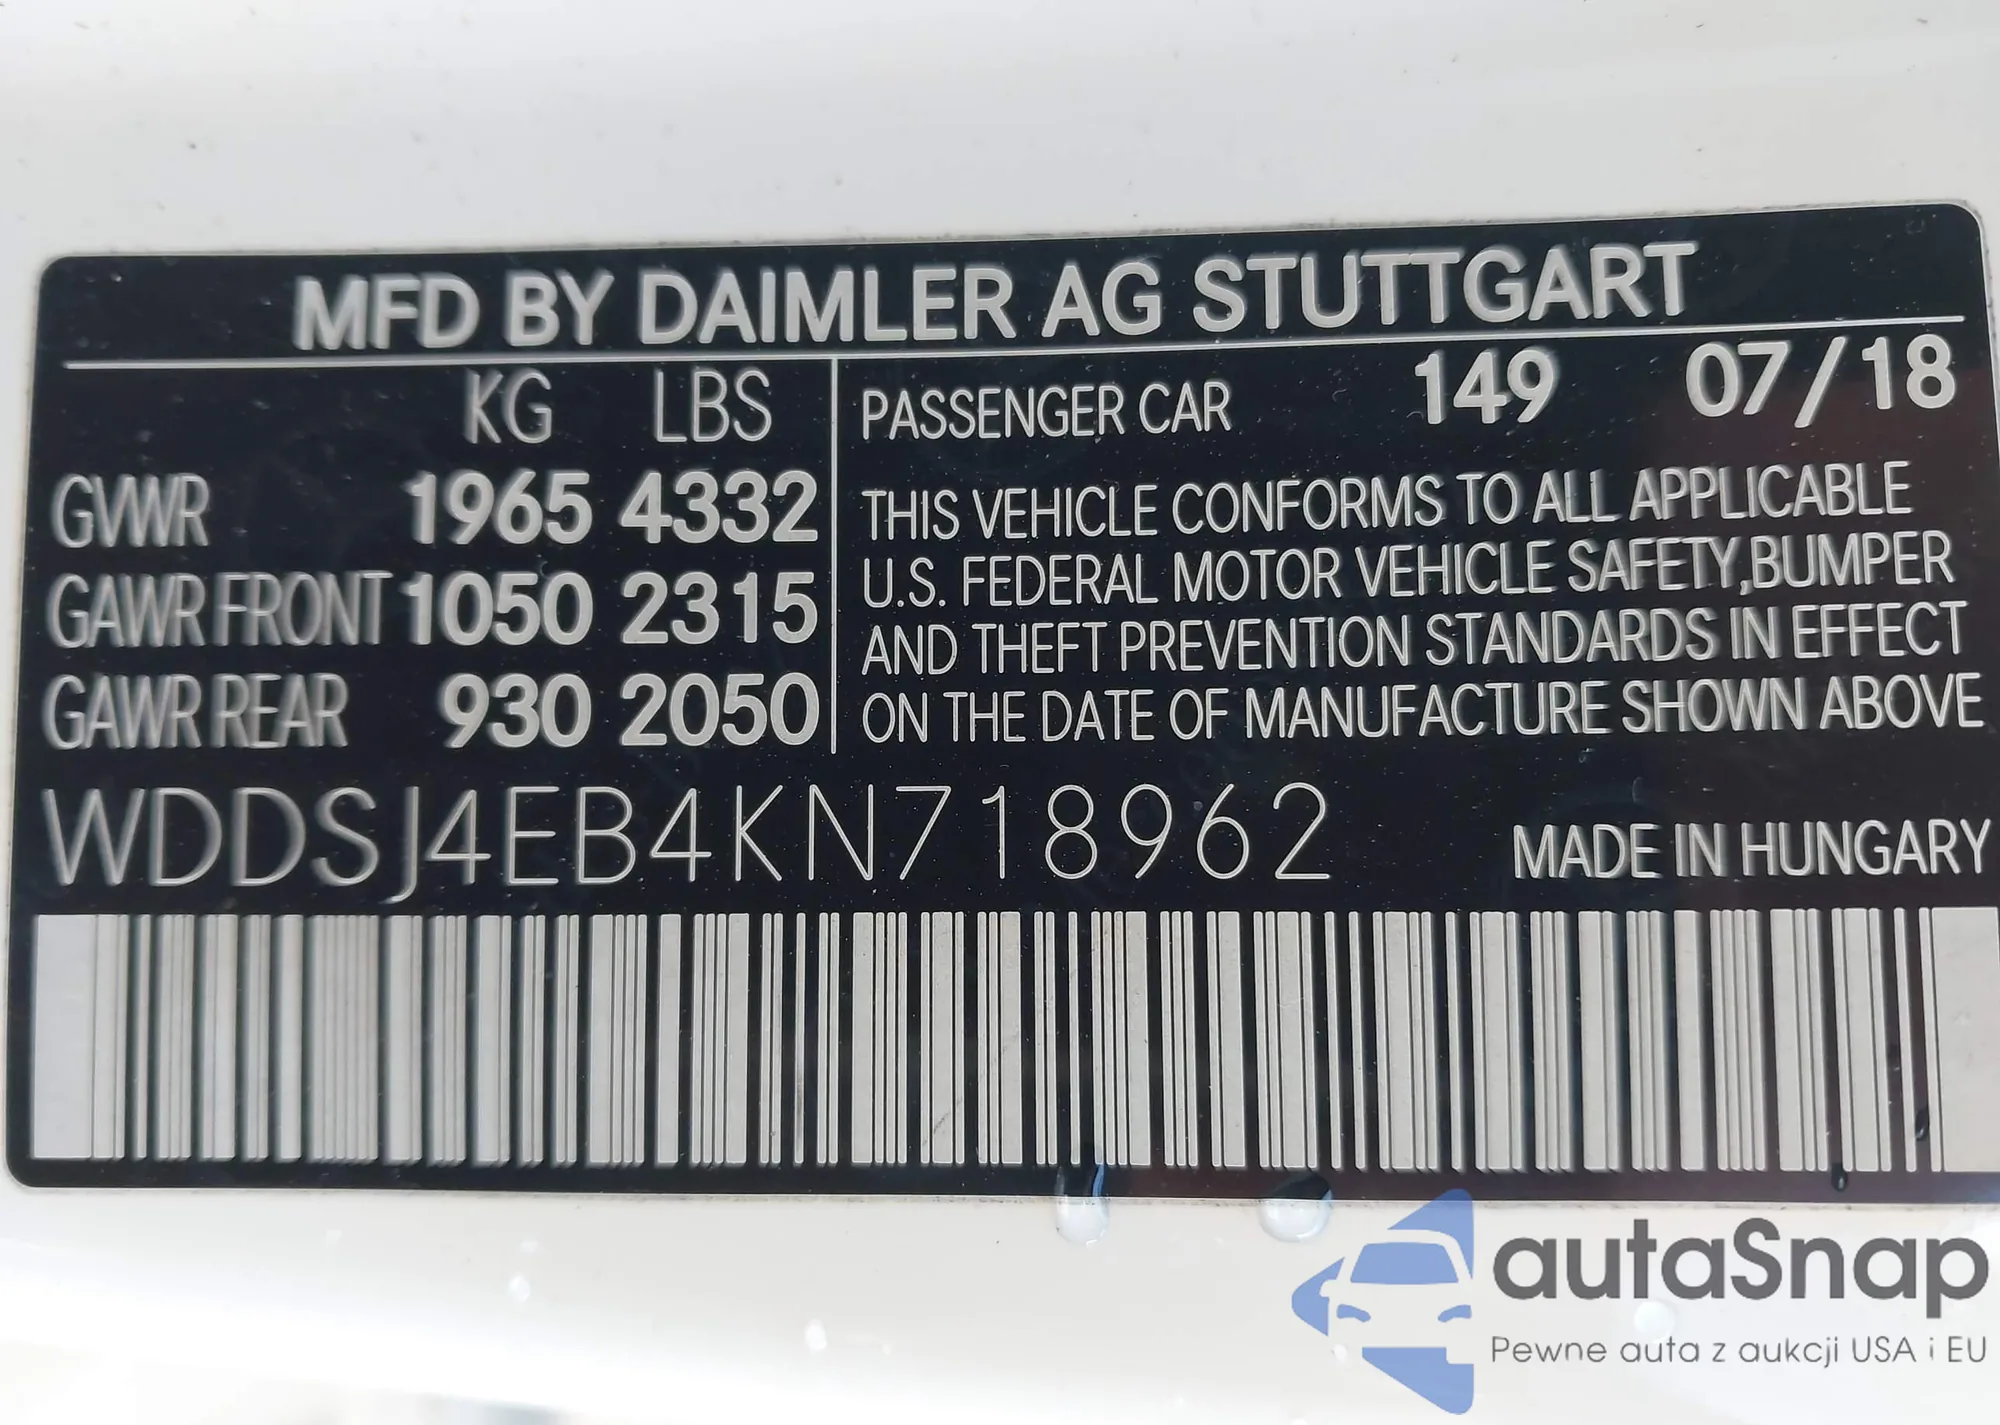 MFD BY DAIMLER AG STUTTGART
KG LBS
GVWR 1965 4332
GAWR FRONT 1050 2315
GAWR REAR 930 2050
PASSENGER CAR 149 07/18
THIS VEHICLE CONFORMS TO ALL APPLICABLE
U.S. FEDERAL MOTOR VEHICLE SAFETY,BUMPER
AND THEFT PREVENTION STANDARDS IN EFFECT
ON THE DATE OF MANUFACTURE SHOWN ABOVE
WDDSJ4EB4KN718962
MADE IN HUNGARY
autaSnap
Pewne auta z aukcji USA i EU